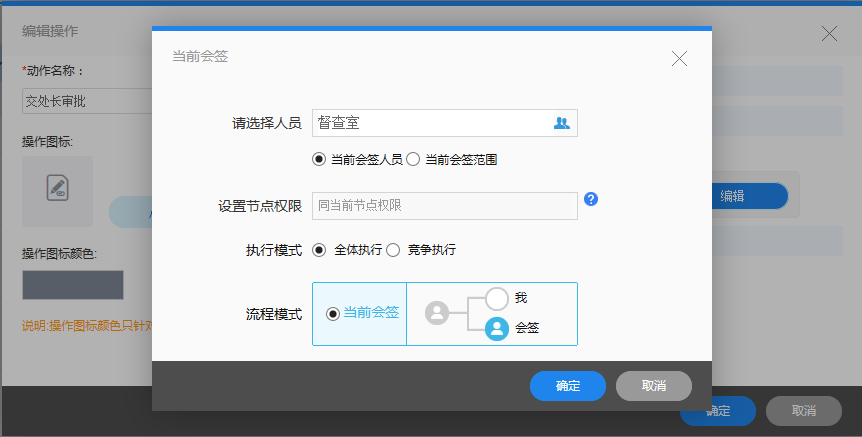 编辑操作
*动作名称：
交处长审批
操作图标:
操作图标颜色:
说明:操作图标颜色只针对
当前会签
请选择人员
督查室
当前会签人员
当前会签范围
设置节点权限
同当前节点权限
?
执行模式
全体执行
竞争执行
流程模式
当前会签
我
会签
确定
取消
编辑
确定
取消